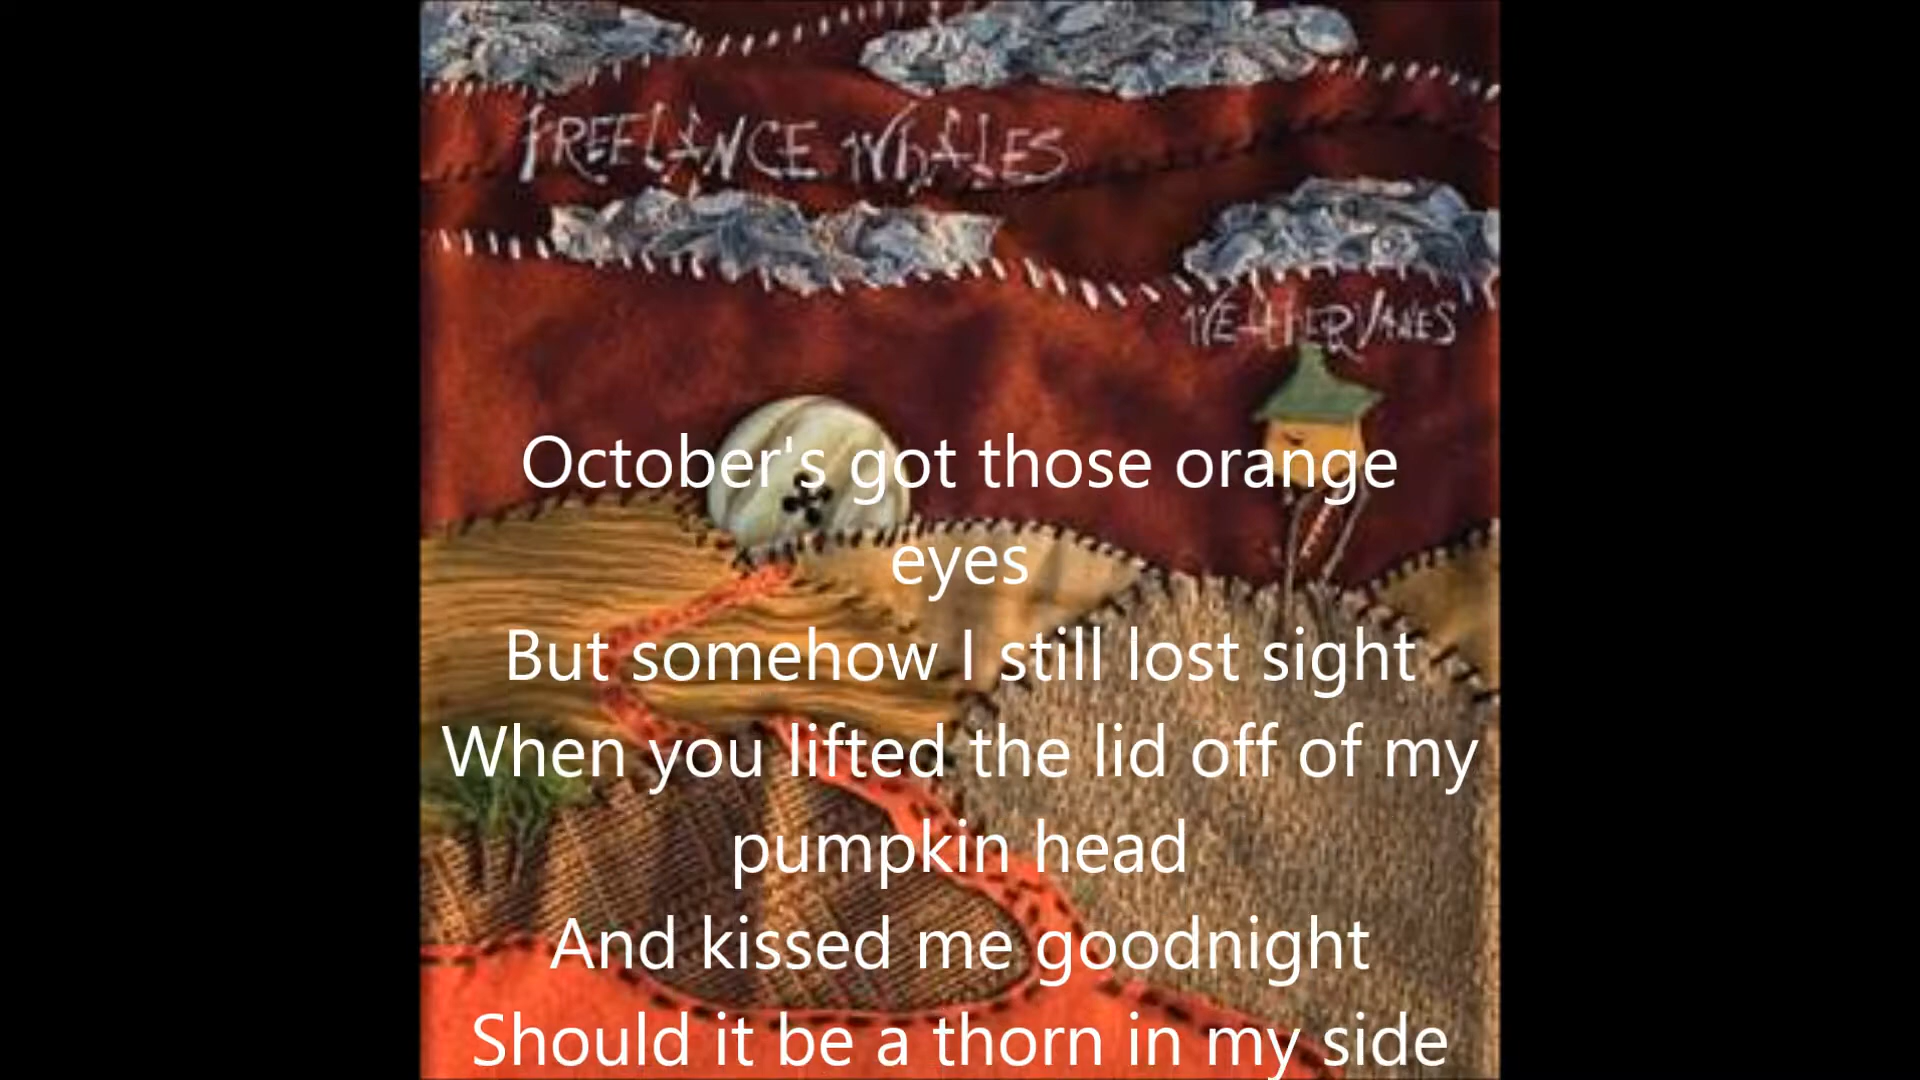 FREELANCE WHALES
WEATHERVANES
October's got those orange
eyes
But somehow I still lost sight
When you lifted the lid off of my
pumpkin head
And kissed me goodnight
Should it be a thorn in my side